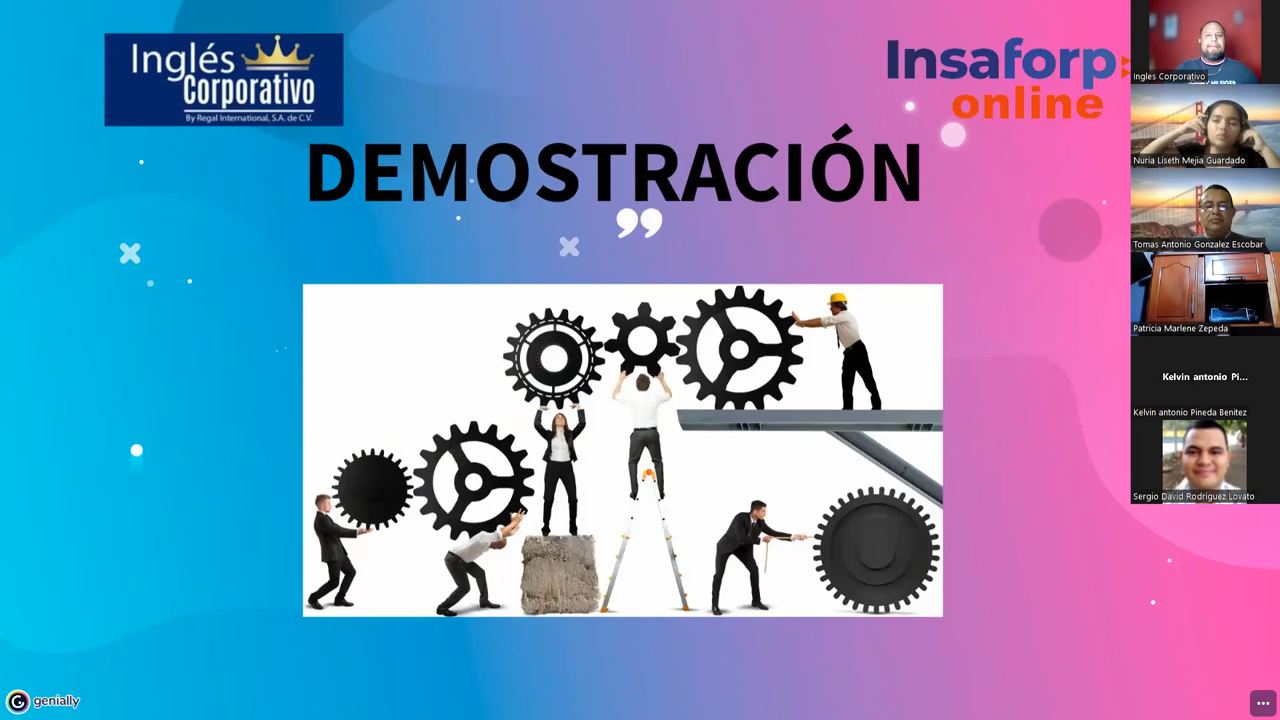 Inglés
Corporativo
By Regal International, S.A. de C.V.
Insaforp
online
DEMOSTRACIÓN
”
genially
Ingles Corporativo
Nuria Liseth Mejia Guardado
Tomas Antonio Gonzalez Escobar
Patricia Marlene Zepeda
Kelvin antonio Pi...
Kelvin antonio Pineda Benitez
Sergio David Rodriguez Lovato